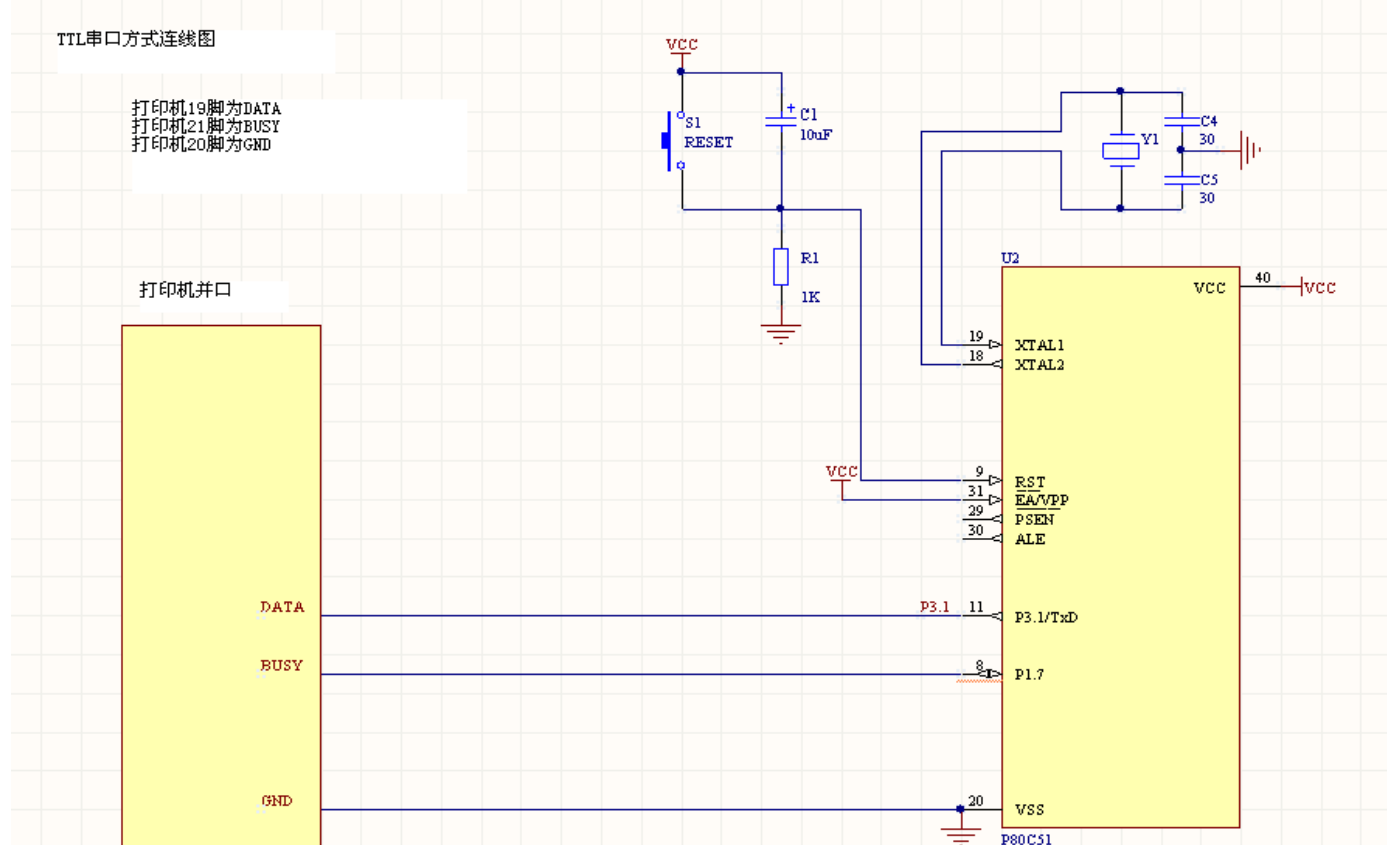 TTL串口方式连线图
打印机19脚为DATA
打印机21脚为BUSY
打印机20脚为GND
VCC
S1
RESET
C1
10uF
R1
1K
Y1
C4
30
C5
30
打印机并口
DATA
BUSY
GND
U2
VCC
40
VCC
19
XTAL1
18
XTAL2
VCC
9
RST
31
EA/VPP
29
PSEN
30
ALE
P3.1
11
P3.1/TxD
8
P1.7
20
VSS
P80C51